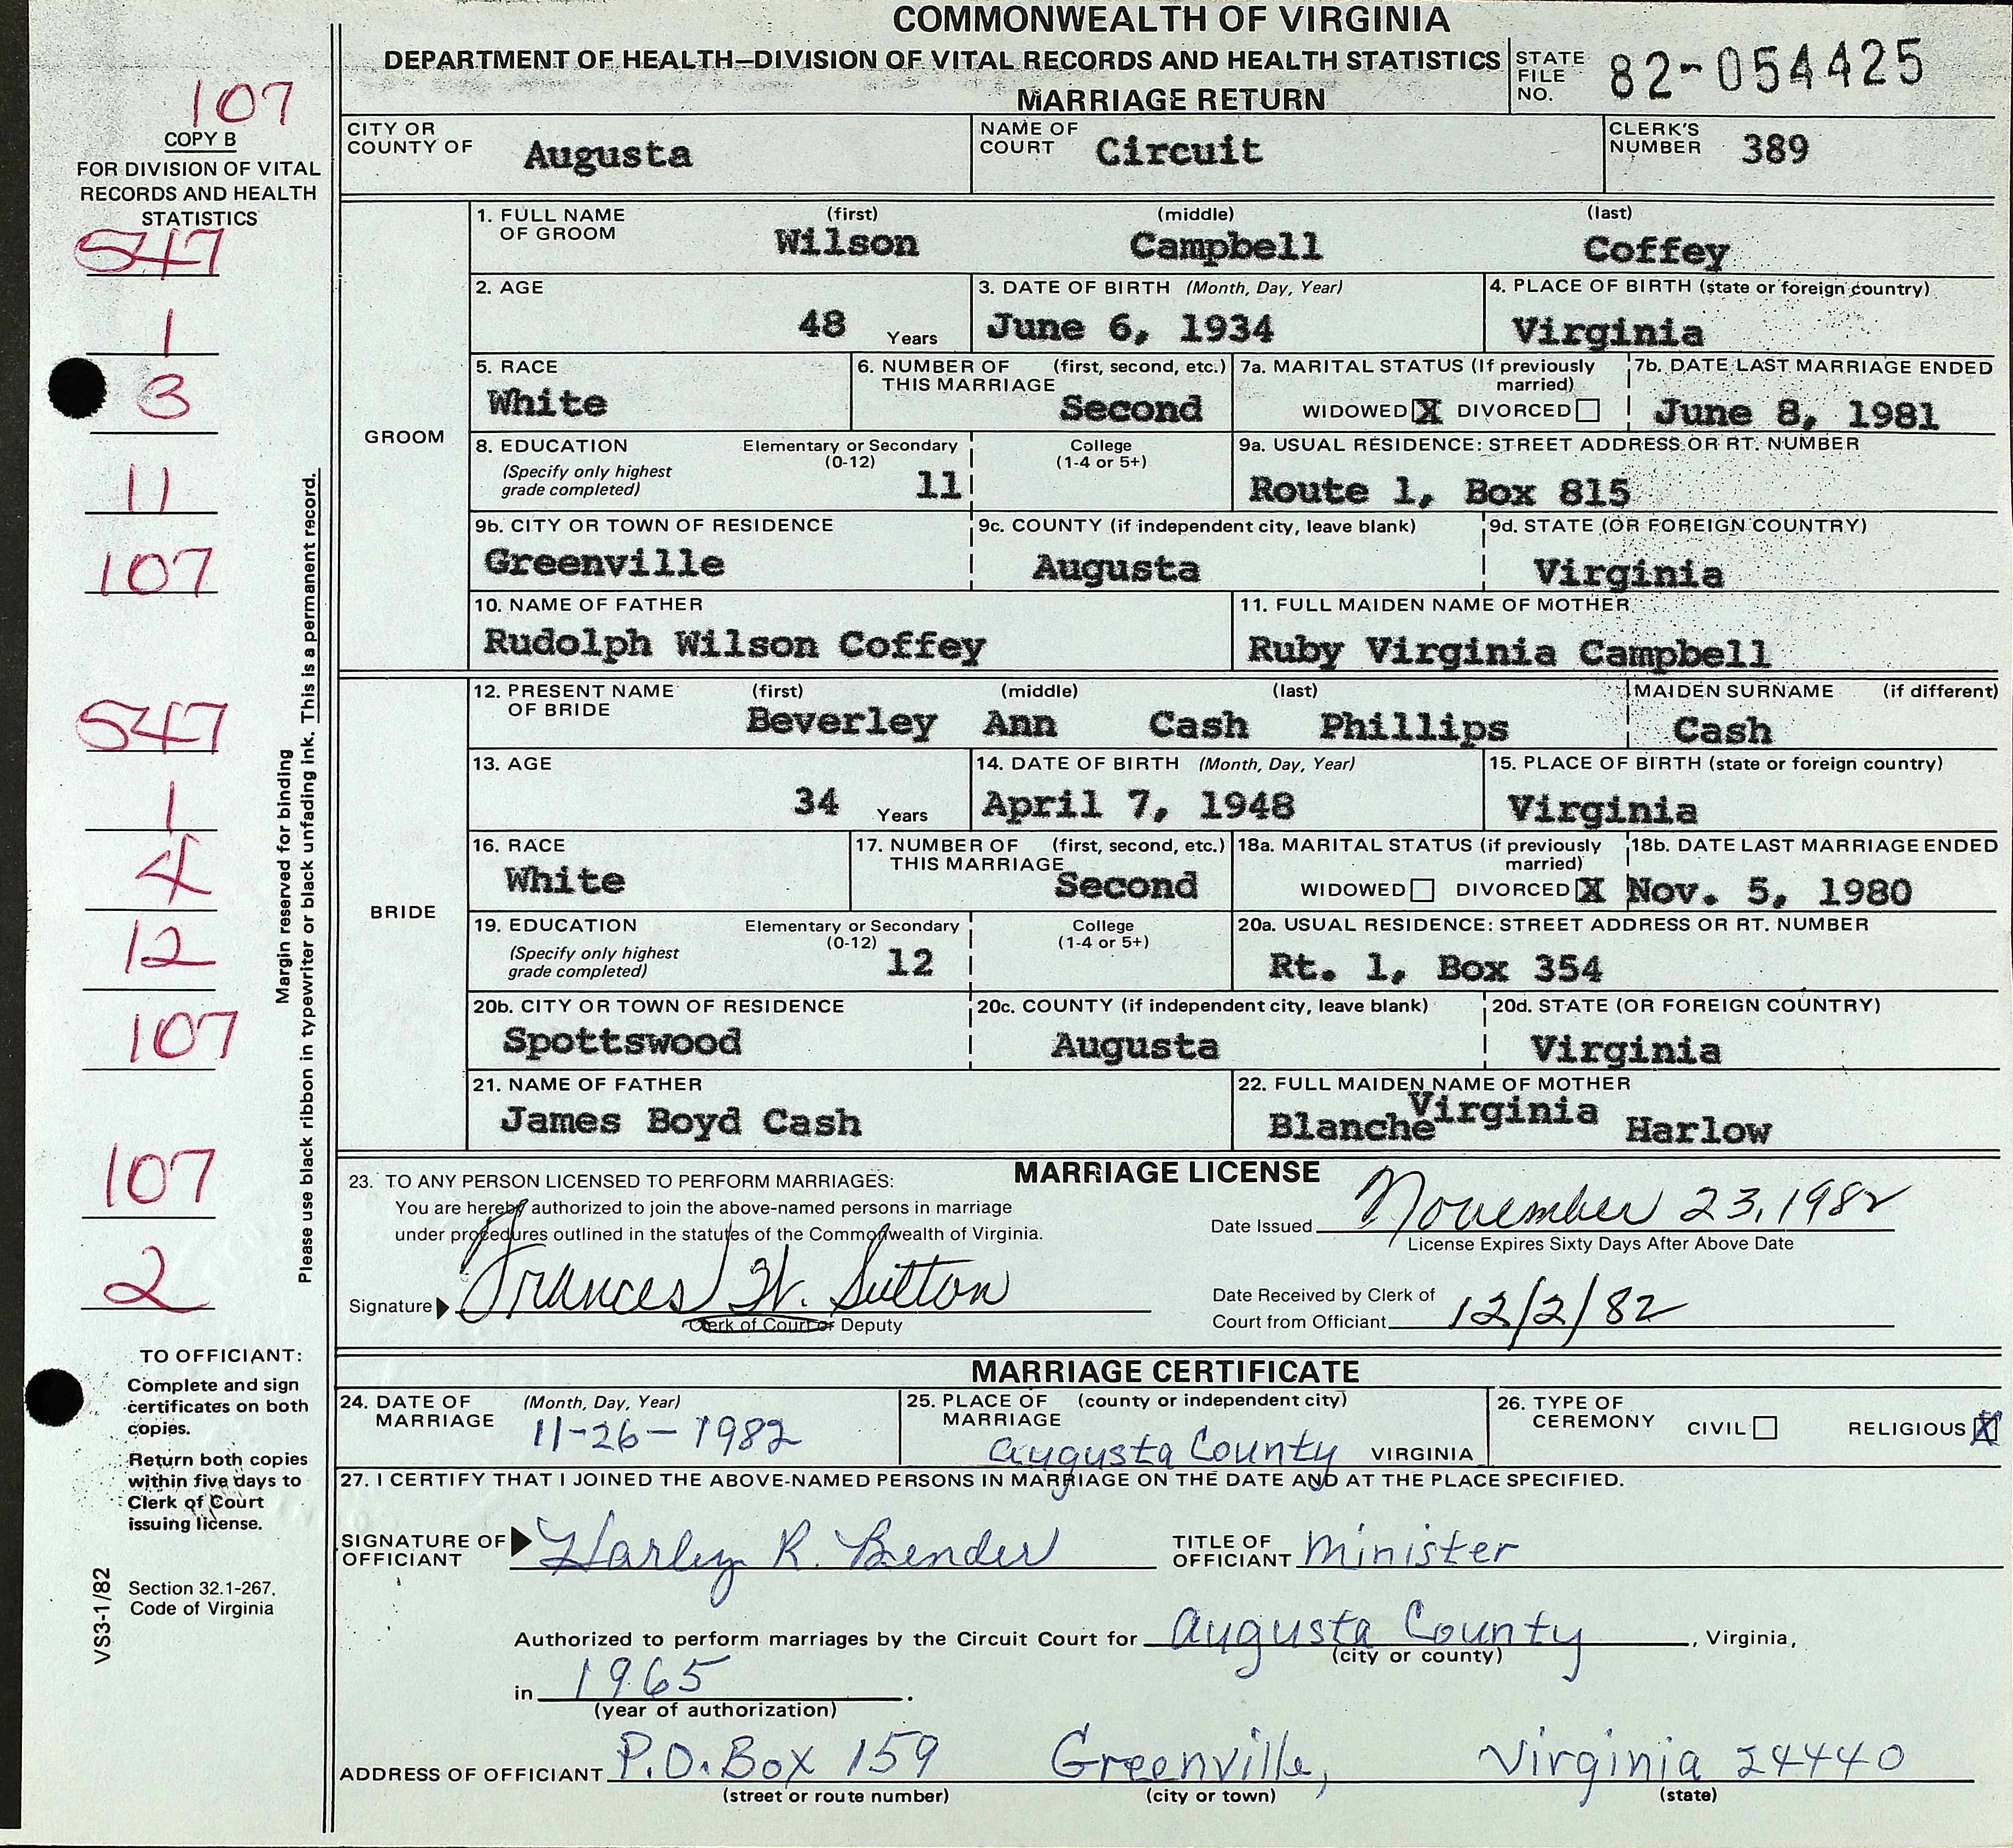 COMMONWEALTH OF VIRGINIA
DEPARTMENT OF HEALTH—DIVISION OF VITAL RECORDS AND HEALTH STATISTICS
MARRIAGE RETURN
STATE FILE NO. 82-054425
107
COPY B
FOR DIVISION OF VITAL
RECORDS AND HEALTH
STATISTICS
547
1
3
11
107
547
1
4
12
107
107
2
Margin reserved for binding
Please use black ribbon in typewriter or black unfading ink. This is a permanent record.
TO OFFICIANT:
Complete and sign
certificates on both
copies.
Return both copies
within five days to
Clerk of Court
issuing license.
VS3-1/82
Section 32.1-267,
Code of Virginia
CITY OR COUNTY OF Augusta
NAME OF COURT Circuit
CLERK'S NUMBER 389
GROOM
1. FULL NAME OF GROOM (first) (middle) (last)
Wilson Campbell Coffey
2. AGE 48 Years
3. DATE OF BIRTH (Month, Day, Year)
June 6, 1934
4. PLACE OF BIRTH (state or foreign country)
Virginia
5. RACE
White
6. NUMBER OF THIS MARRIAGE (first, second, etc.)
Second
7a. MARITAL STATUS (If previously married)
WIDOWED X DIVORCED
7b. DATE LAST MARRIAGE ENDED
June 8, 1981
8. EDUCATION (Specify only highest grade completed)
Elementary or Secondary (0-12) 11
College (1-4 or 5+)
9a. USUAL RESIDENCE: STREET ADDRESS OR RT. NUMBER
Route 1, Box 815
9b. CITY OR TOWN OF RESIDENCE
Greenville
9c. COUNTY (if independent city, leave blank)
Augusta
9d. STATE (OR FOREIGN COUNTRY)
Virginia
10. NAME OF FATHER
Rudolph Wilson Coffey
11. FULL MAIDEN NAME OF MOTHER
Ruby Virginia Campbell
BRIDE
12. PRESENT NAME OF BRIDE (first) (middle) (last)
Beverley Ann Cash Phillips
MAIDEN SURNAME (if different)
Cash
13. AGE 34 Years
14. DATE OF BIRTH (Month, Day, Year)
April 7, 1948
15. PLACE OF BIRTH (state or foreign country)
Virginia
16. RACE
White
17. NUMBER OF THIS MARRIAGE (first, second, etc.)
Second
18a. MARITAL STATUS (if previously married)
WIDOWED DIVORCED X
18b. DATE LAST MARRIAGE ENDED
Nov. 5, 1980
19. EDUCATION (Specify only highest grade completed)
Elementary or Secondary (0-12) 12
College (1-4 or 5+)
20a. USUAL RESIDENCE: STREET ADDRESS OR RT. NUMBER
Rt. 1, Box 354
20b. CITY OR TOWN OF RESIDENCE
Spottswood
20c. COUNTY (if independent city, leave blank)
Augusta
20d. STATE (OR FOREIGN COUNTRY)
Virginia
21. NAME OF FATHER
James Boyd Cash
22. FULL MAIDEN NAME OF MOTHER
Blanche Virginia Harlow
MARRIAGE LICENSE
23. TO ANY PERSON LICENSED TO PERFORM MARRIAGES:
You are hereby authorized to join the above-named persons in marriage
under procedures outlined in the statutes of the Commonwealth of Virginia.
Date Issued November 23, 1982
License Expires Sixty Days After Above Date
Signature Frances W. Sutton
Clerk of Court or Deputy
Date Received by Clerk of
Court from Officiant 12/2/82
MARRIAGE CERTIFICATE
24. DATE OF MARRIAGE (Month, Day, Year)
11-26-1982
25. PLACE OF MARRIAGE (county or independent city)
Augusta County VIRGINIA
26. TYPE OF CEREMONY CIVIL RELIGIOUS X
27. I CERTIFY THAT I JOINED THE ABOVE-NAMED PERSONS IN MARRIAGE ON THE DATE AND AT THE PLACE SPECIFIED.
SIGNATURE OF OFFICIANT Harley R. Bender
TITLE OF OFFICIANT Minister
Authorized to perform marriages by the Circuit Court for Augusta County, Virginia,
(city or county)
in 1965.
(year of authorization)
ADDRESS OF OFFICIANT P.O. Box 159 Greenville, Virginia 24440
(street or route number) (city or town) (state)